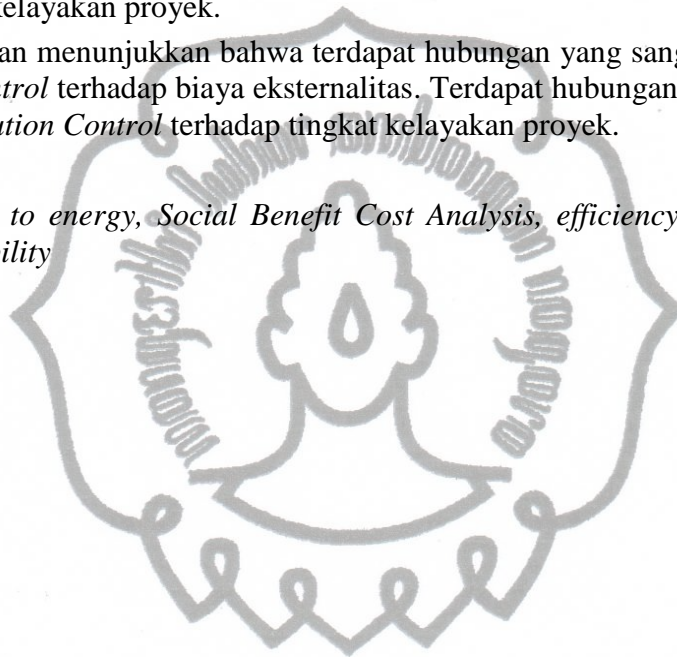 kelayakan proyek.
an menunjukkan bahwa terdapat hubungan yang sang
trol terhadap biaya eksternalitas. Terdapat hubungan
ution Control terhadap tingkat kelayakan proyek.
to energy, Social Benefit Cost Analysis, efficiency
bility